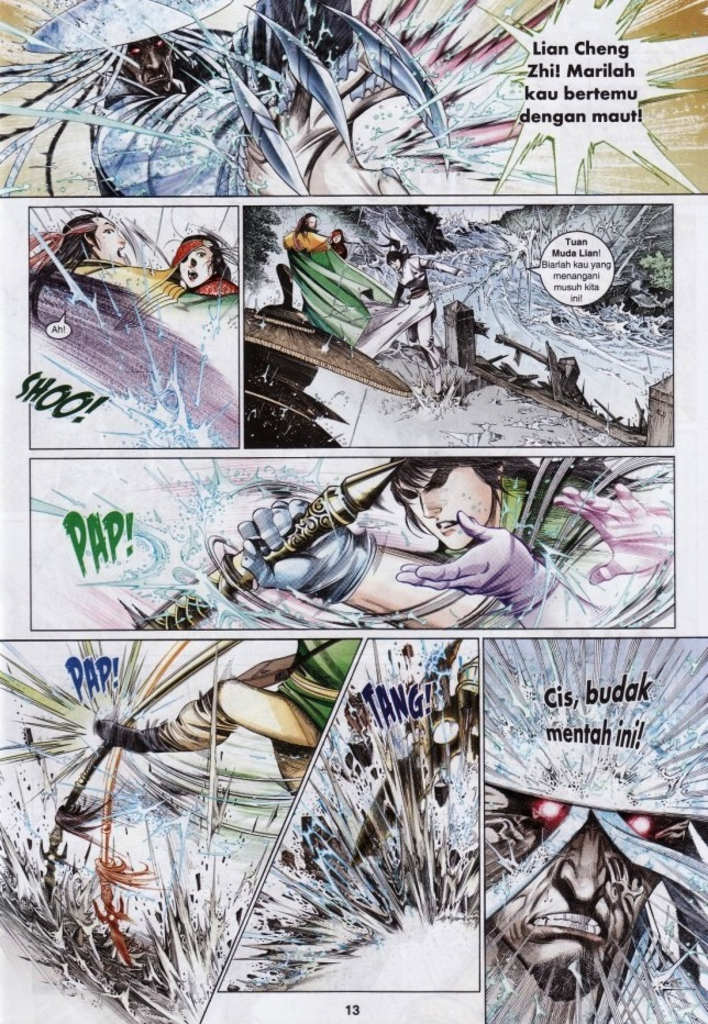 Lian Cheng
Zhi! Marilah
kau bertemu
dengan maut!
Ah!
SHOO!
Tuan
Muda Lian!
Biarlah kau yang
menangani
musuh kita
ini!
PAP!
PAP!
TANG!
Cis, budak
mentah ini!
13